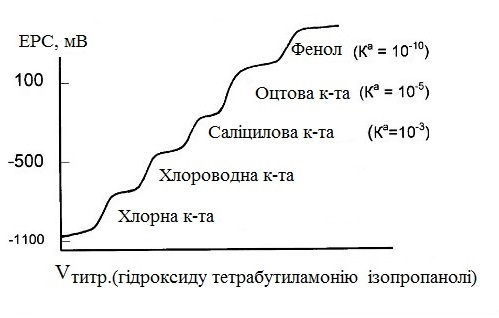 ЕРС, мВ
Фенол (Kª = 10⁻¹⁰)
100
Оцтова к-та (Kª = 10⁻⁵)
Саліцилова к-та (Kª=10⁻³)
-500
Хлороводна к-та
Хлорна к-та
-1100
Vтитр.(гідроксиду тетрабутиламонію ізопропанолі)